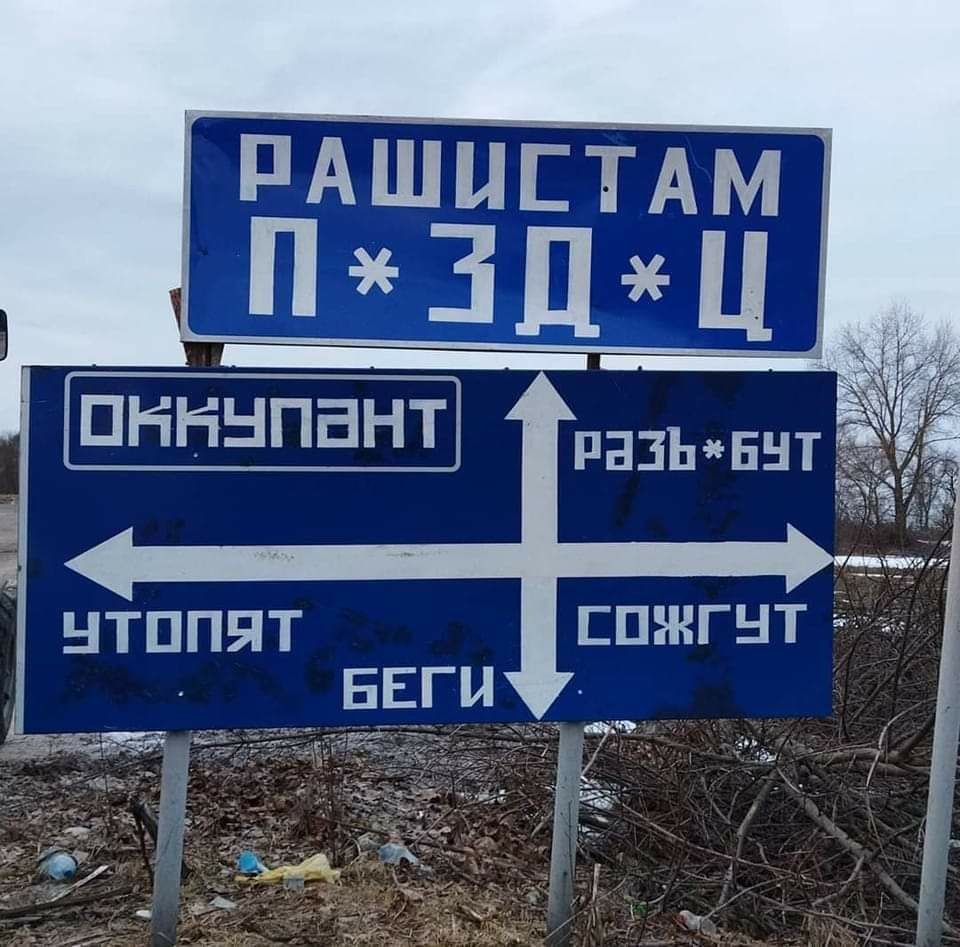 РАШИСТАМ
П*ЗД*Ц
ОККУПАНТ
РАЗЪ*БУТ
УТОПЯТ
СОЖГУТ
БЕГИ